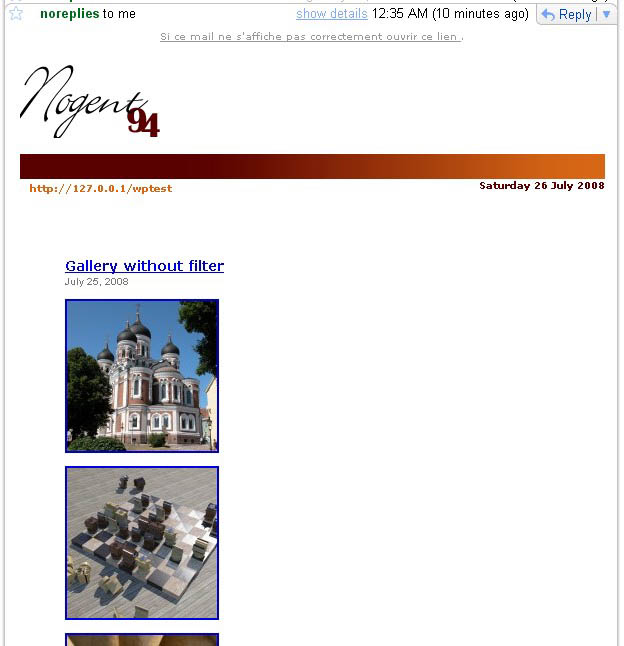 noreplies to me show details 12:35 AM (10 minutes ago) Reply
Si ce mail ne s'affiche pas correctement ouvrir ce lien .
Nogent 94
http://127.0.0.1/wptest Saturday 26 July 2008
Gallery without filter
July 25, 2008